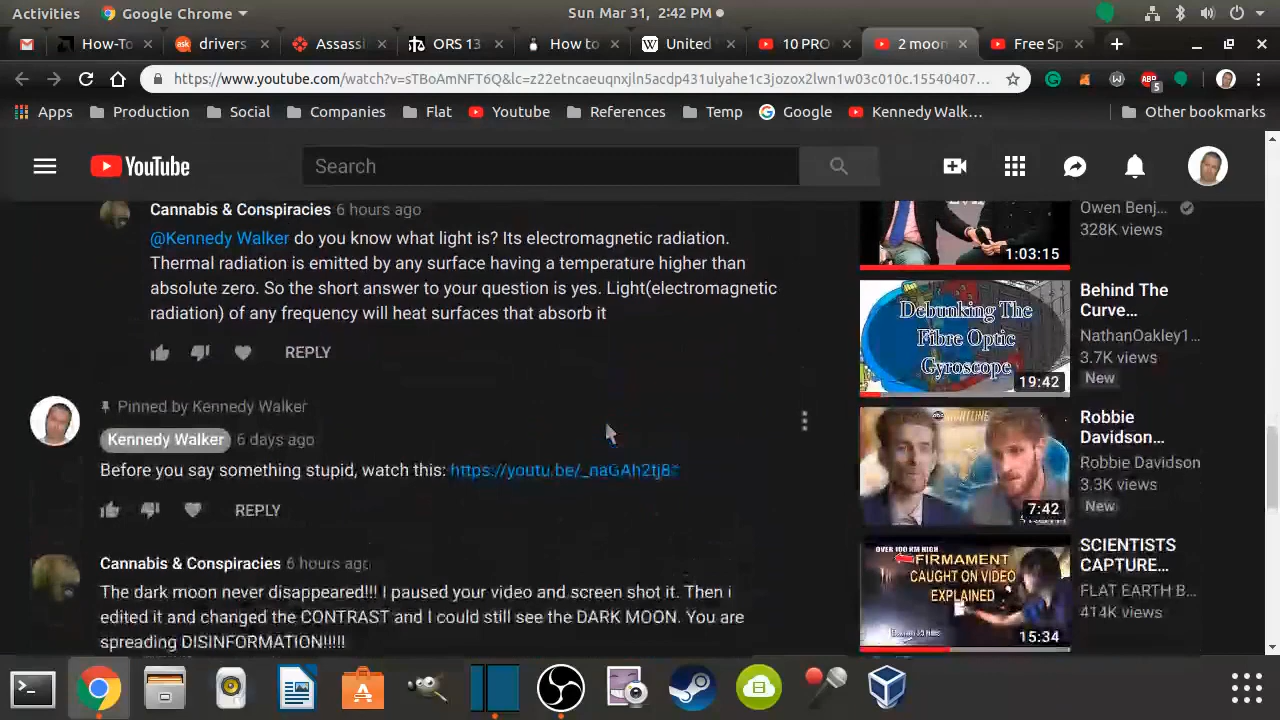 Activities Google Chrome Sun Mar 31, 2:42 PM
How-To drivers Assassi ORS 13 How to United 10 PRO 2 moon Free Sp
https://www.youtube.com/watch?v=sTBoAmNFT6Q&lc=z22etncaeuqnxjln5acdp431ulyahe1c3jozox2lwn1w03c010c.15540407...
Apps Production Social Companies Flat Youtube References Temp Google Kennedy Walk... Other bookmarks
YouTube Search
Cannabis & Conspiracies 6 hours ago
@Kennedy Walker do you know what light is? Its electromagnetic radiation.
Thermal radiation is emitted by any surface having a temperature higher than
absolute zero. So the short answer to your question is yes. Light(electromagnetic
radiation) of any frequency will heat surfaces that absorb it
REPLY
Pinned by Kennedy Walker
Kennedy Walker 6 days ago
Before you say something stupid, watch this:
REPLY
Cannabis & Conspiracies 6 hours ago
The dark moon never disappeared!!!! I paused your video and screen shot it. Then i
edited it and changed the CONTRAST and I could still see the DARK MOON. You are
spreading DISINFORMATION!!!!!
Owen Benj...
328K views
1:03:15
Debunking The
Fibre Optic
Gyroscope
19:42
Behind The
Curve...
NathanOakley1...
3.7K views
New
abc NIGHTLINE
7:42
Robbie
Davidson...
Robbie Davidson
3.3K views
New
OVER 100 KM HIGH
FIRMAMENT
CAUGHT ON VIDEO
EXPLAINED
15:34
SCIENTISTS
CAPTURE...
FLAT EARTH B...
414K views